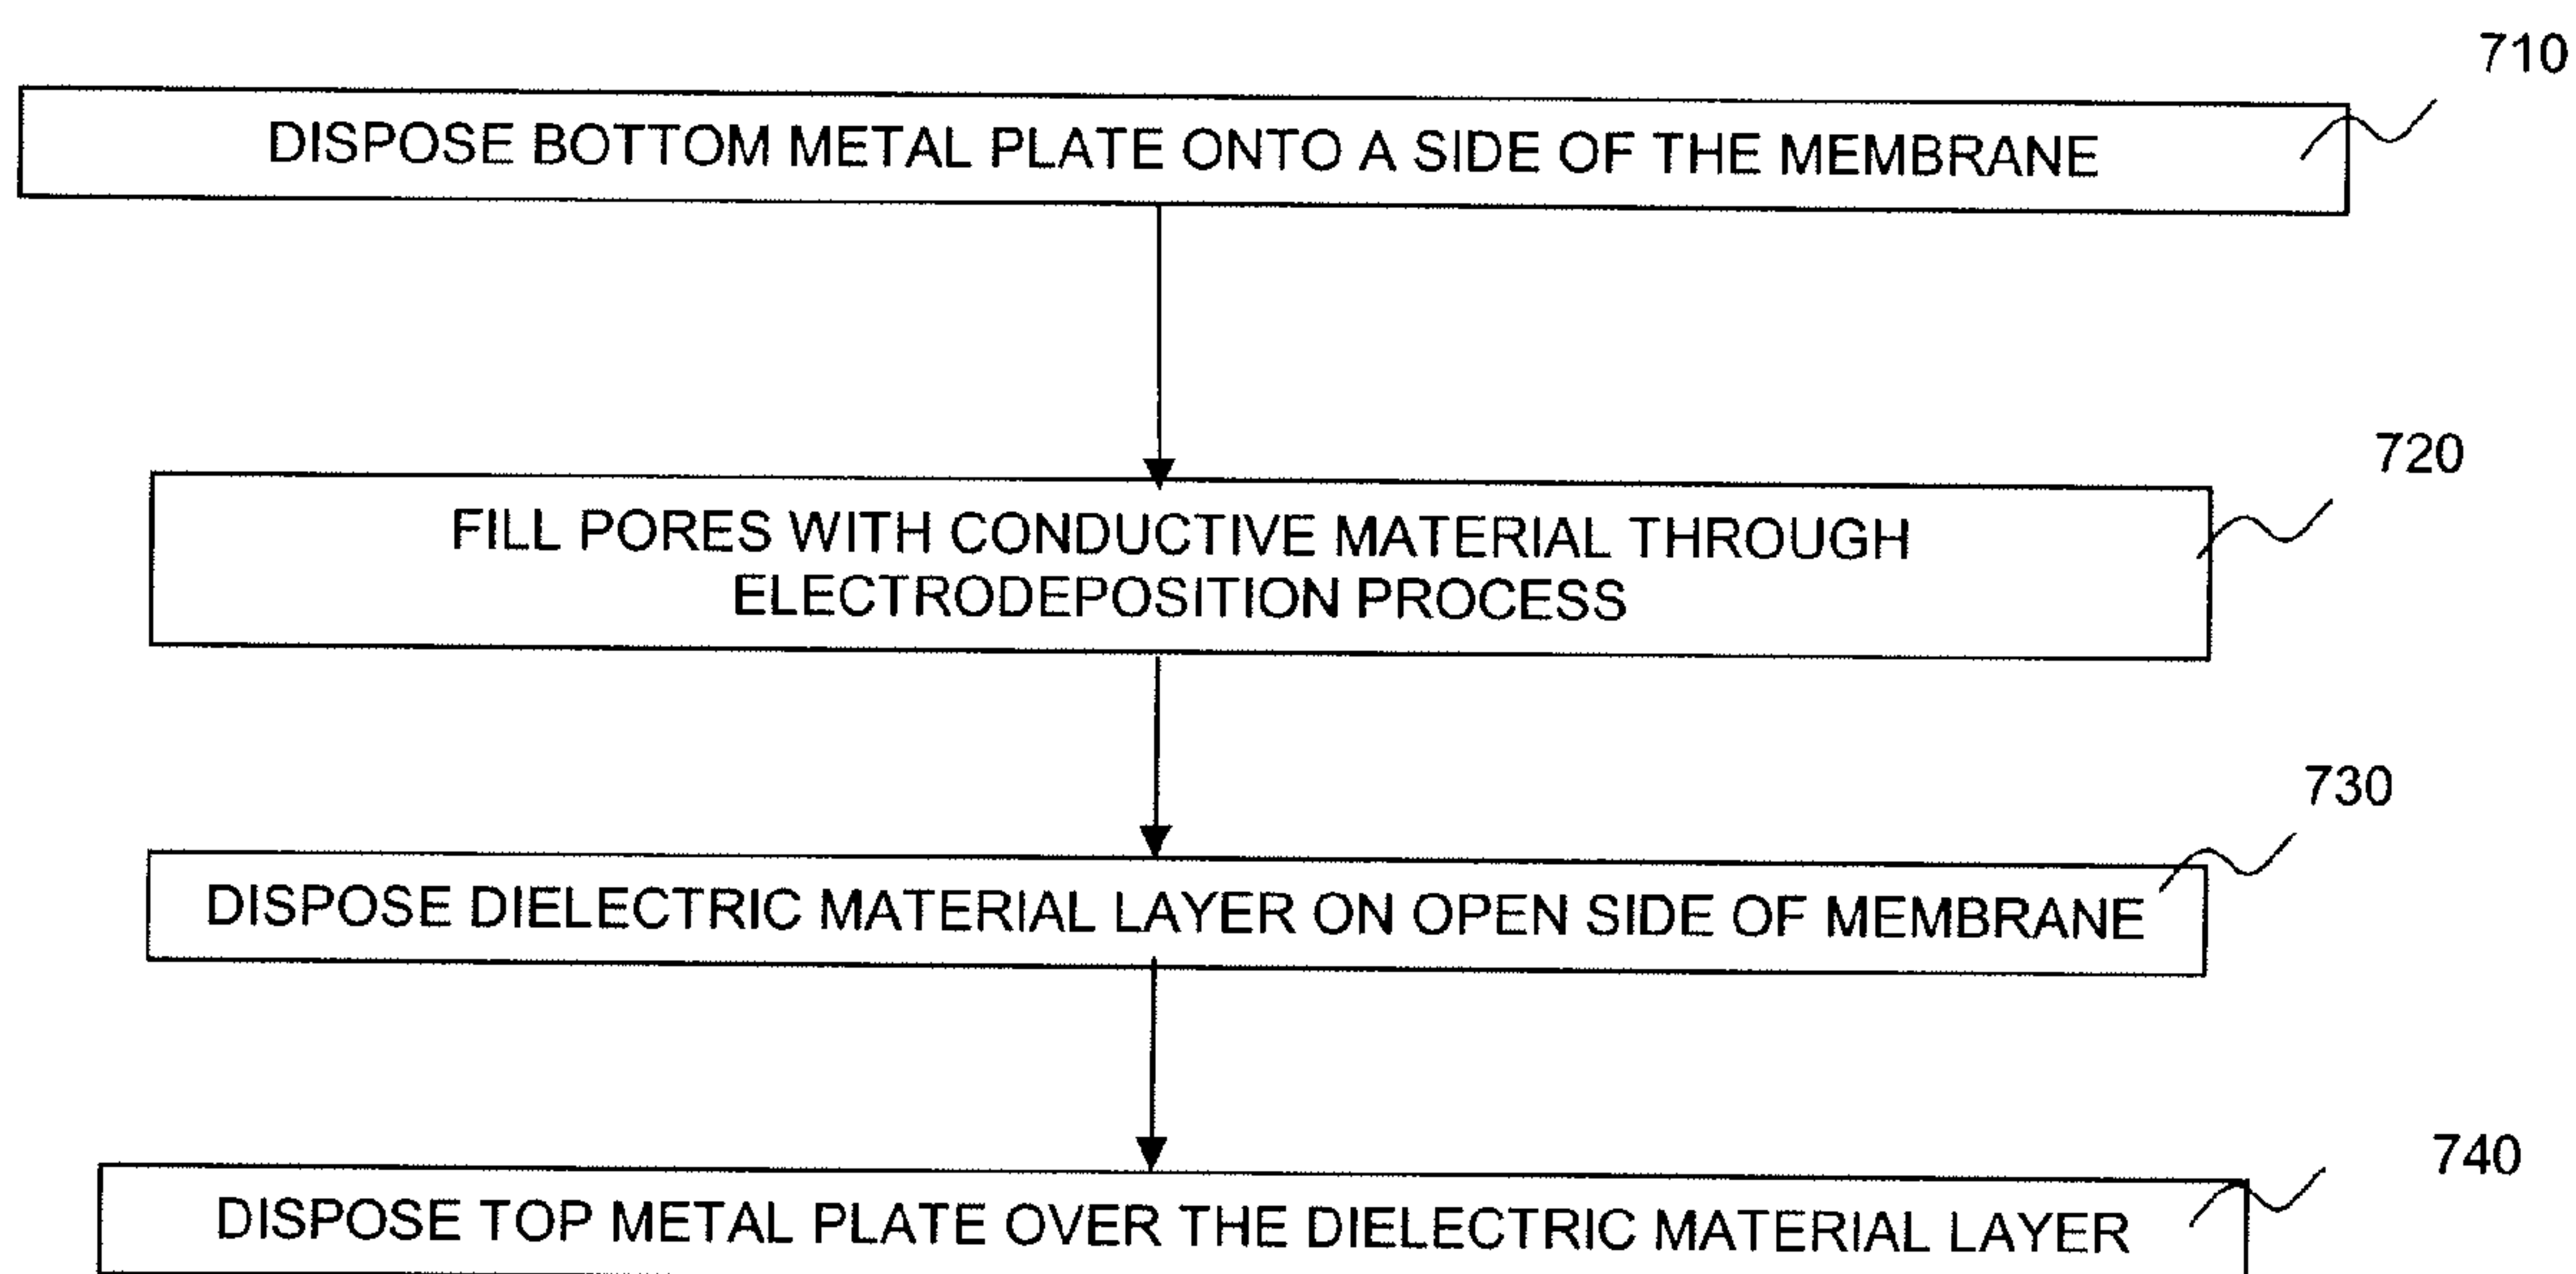 710
DISPOSE BOTTOM METAL PLATE ONTO A SIDE OF THE MEMBRANE
720
FILL PORES WITH CONDUCTIVE MATERIAL THROUGH
ELECTRODEPOSITION PROCESS
730
DISPOSE DIELECTRIC MATERIAL LAYER ON OPEN SIDE OF MEMBRANE
740
DISPOSE TOP METAL PLATE OVER THE DIELECTRIC MATERIAL LAYER